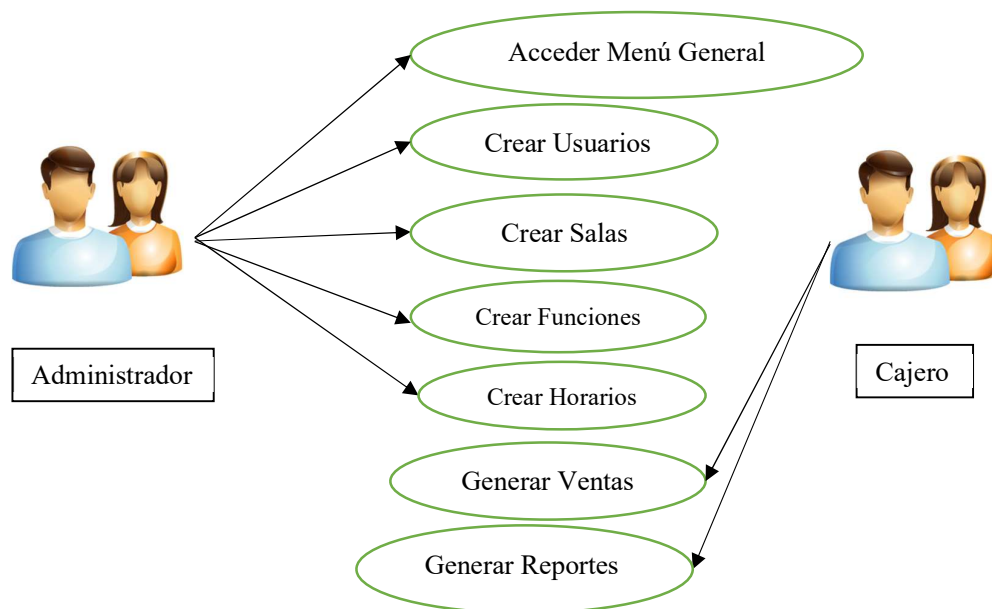 Acceder Menú General
Crear Usuarios
Crear Salas
Crear Funciones
Administrador
Cajero
Crear Horarios
Generar Ventas
Generar Reportes